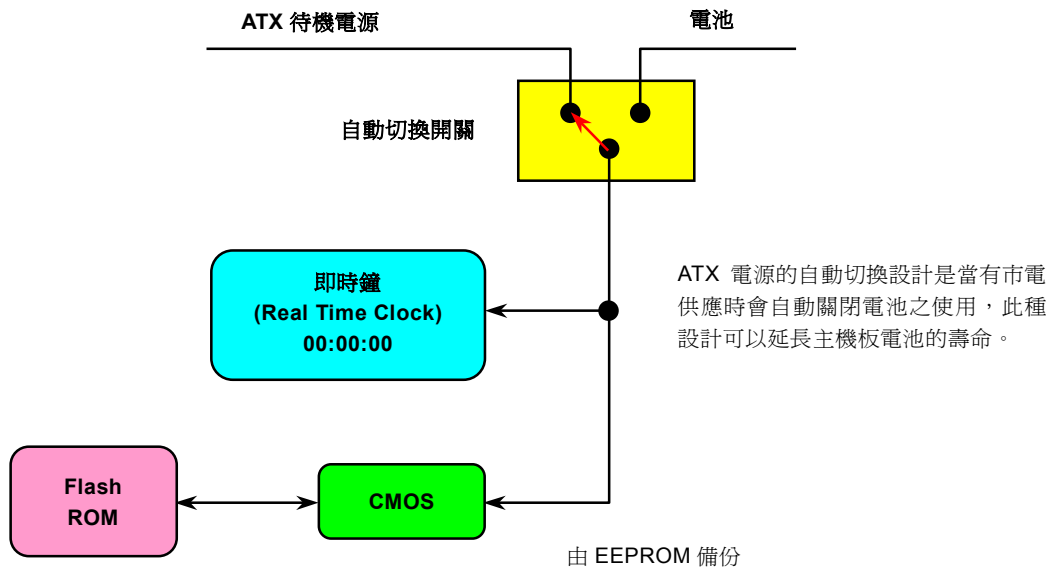 ATX 待機電源
電池
自動切換開關
即時鐘
(Real Time Clock)
00:00:00
ATX 電源的自動切換設計是當有市電
供應時會自動關閉電池之使用，此種
設計可以延長主機板電池的壽命。
Flash
ROM
CMOS
由 EEPROM 備份